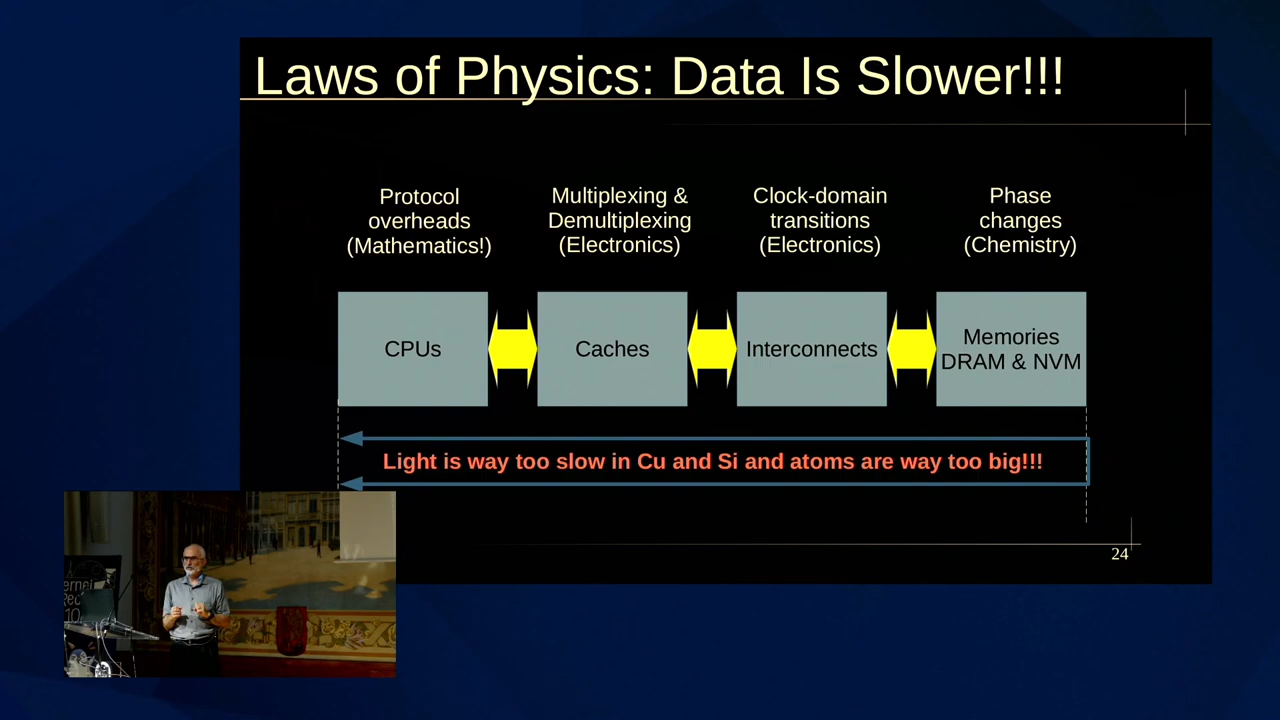 Laws of Physics: Data Is Slower!!!
Protocol
overheads
(Mathematics!)
Multiplexing &
Demultiplexing
(Electronics)
Clock-domain
transitions
(Electronics)
Phase
changes
(Chemistry)
CPUs
Caches
Interconnects
Memories
DRAM & NVM
Light is way too slow in Cu and Si and atoms are way too big!!!
24